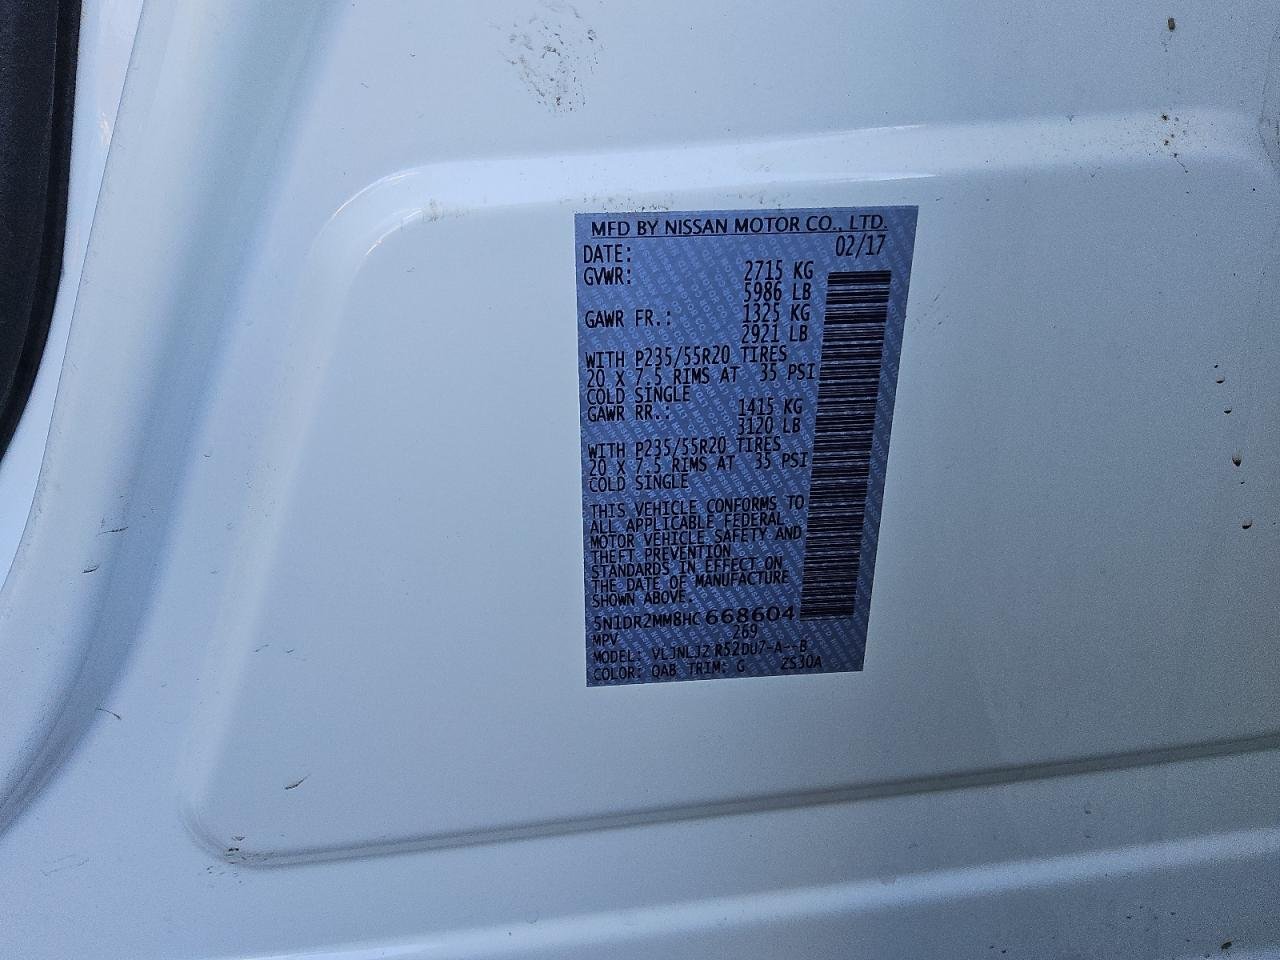 MFD BY NISSAN MOTOR CO., LTD.
DATE: 02/17
GVWR: 2715 KG
5986 LB
GAWR FR.: 1325 KG
2921 LB
WITH P235/55R20 TIRES
20 X 7.5 RIMS AT 35 PSI
COLD SINGLE
GAWR RR.: 1415 KG
3120 LB
WITH P235/55R20 TIRES
20 X 7.5 RIMS AT 35 PSI
COLD SINGLE
THIS VEHICLE CONFORMS TO
ALL APPLICABLE FEDERAL
MOTOR VEHICLE SAFETY AND
THEFT PREVENTION
STANDARDS IN EFFECT ON
THE DATE OF MANUFACTURE
SHOWN ABOVE.
5N1DR2MM8HC668604
MPV 269
MODEL: VLJNLJZ R52DU7-A--B
COLOR: QAB TRIM: G ZS30A